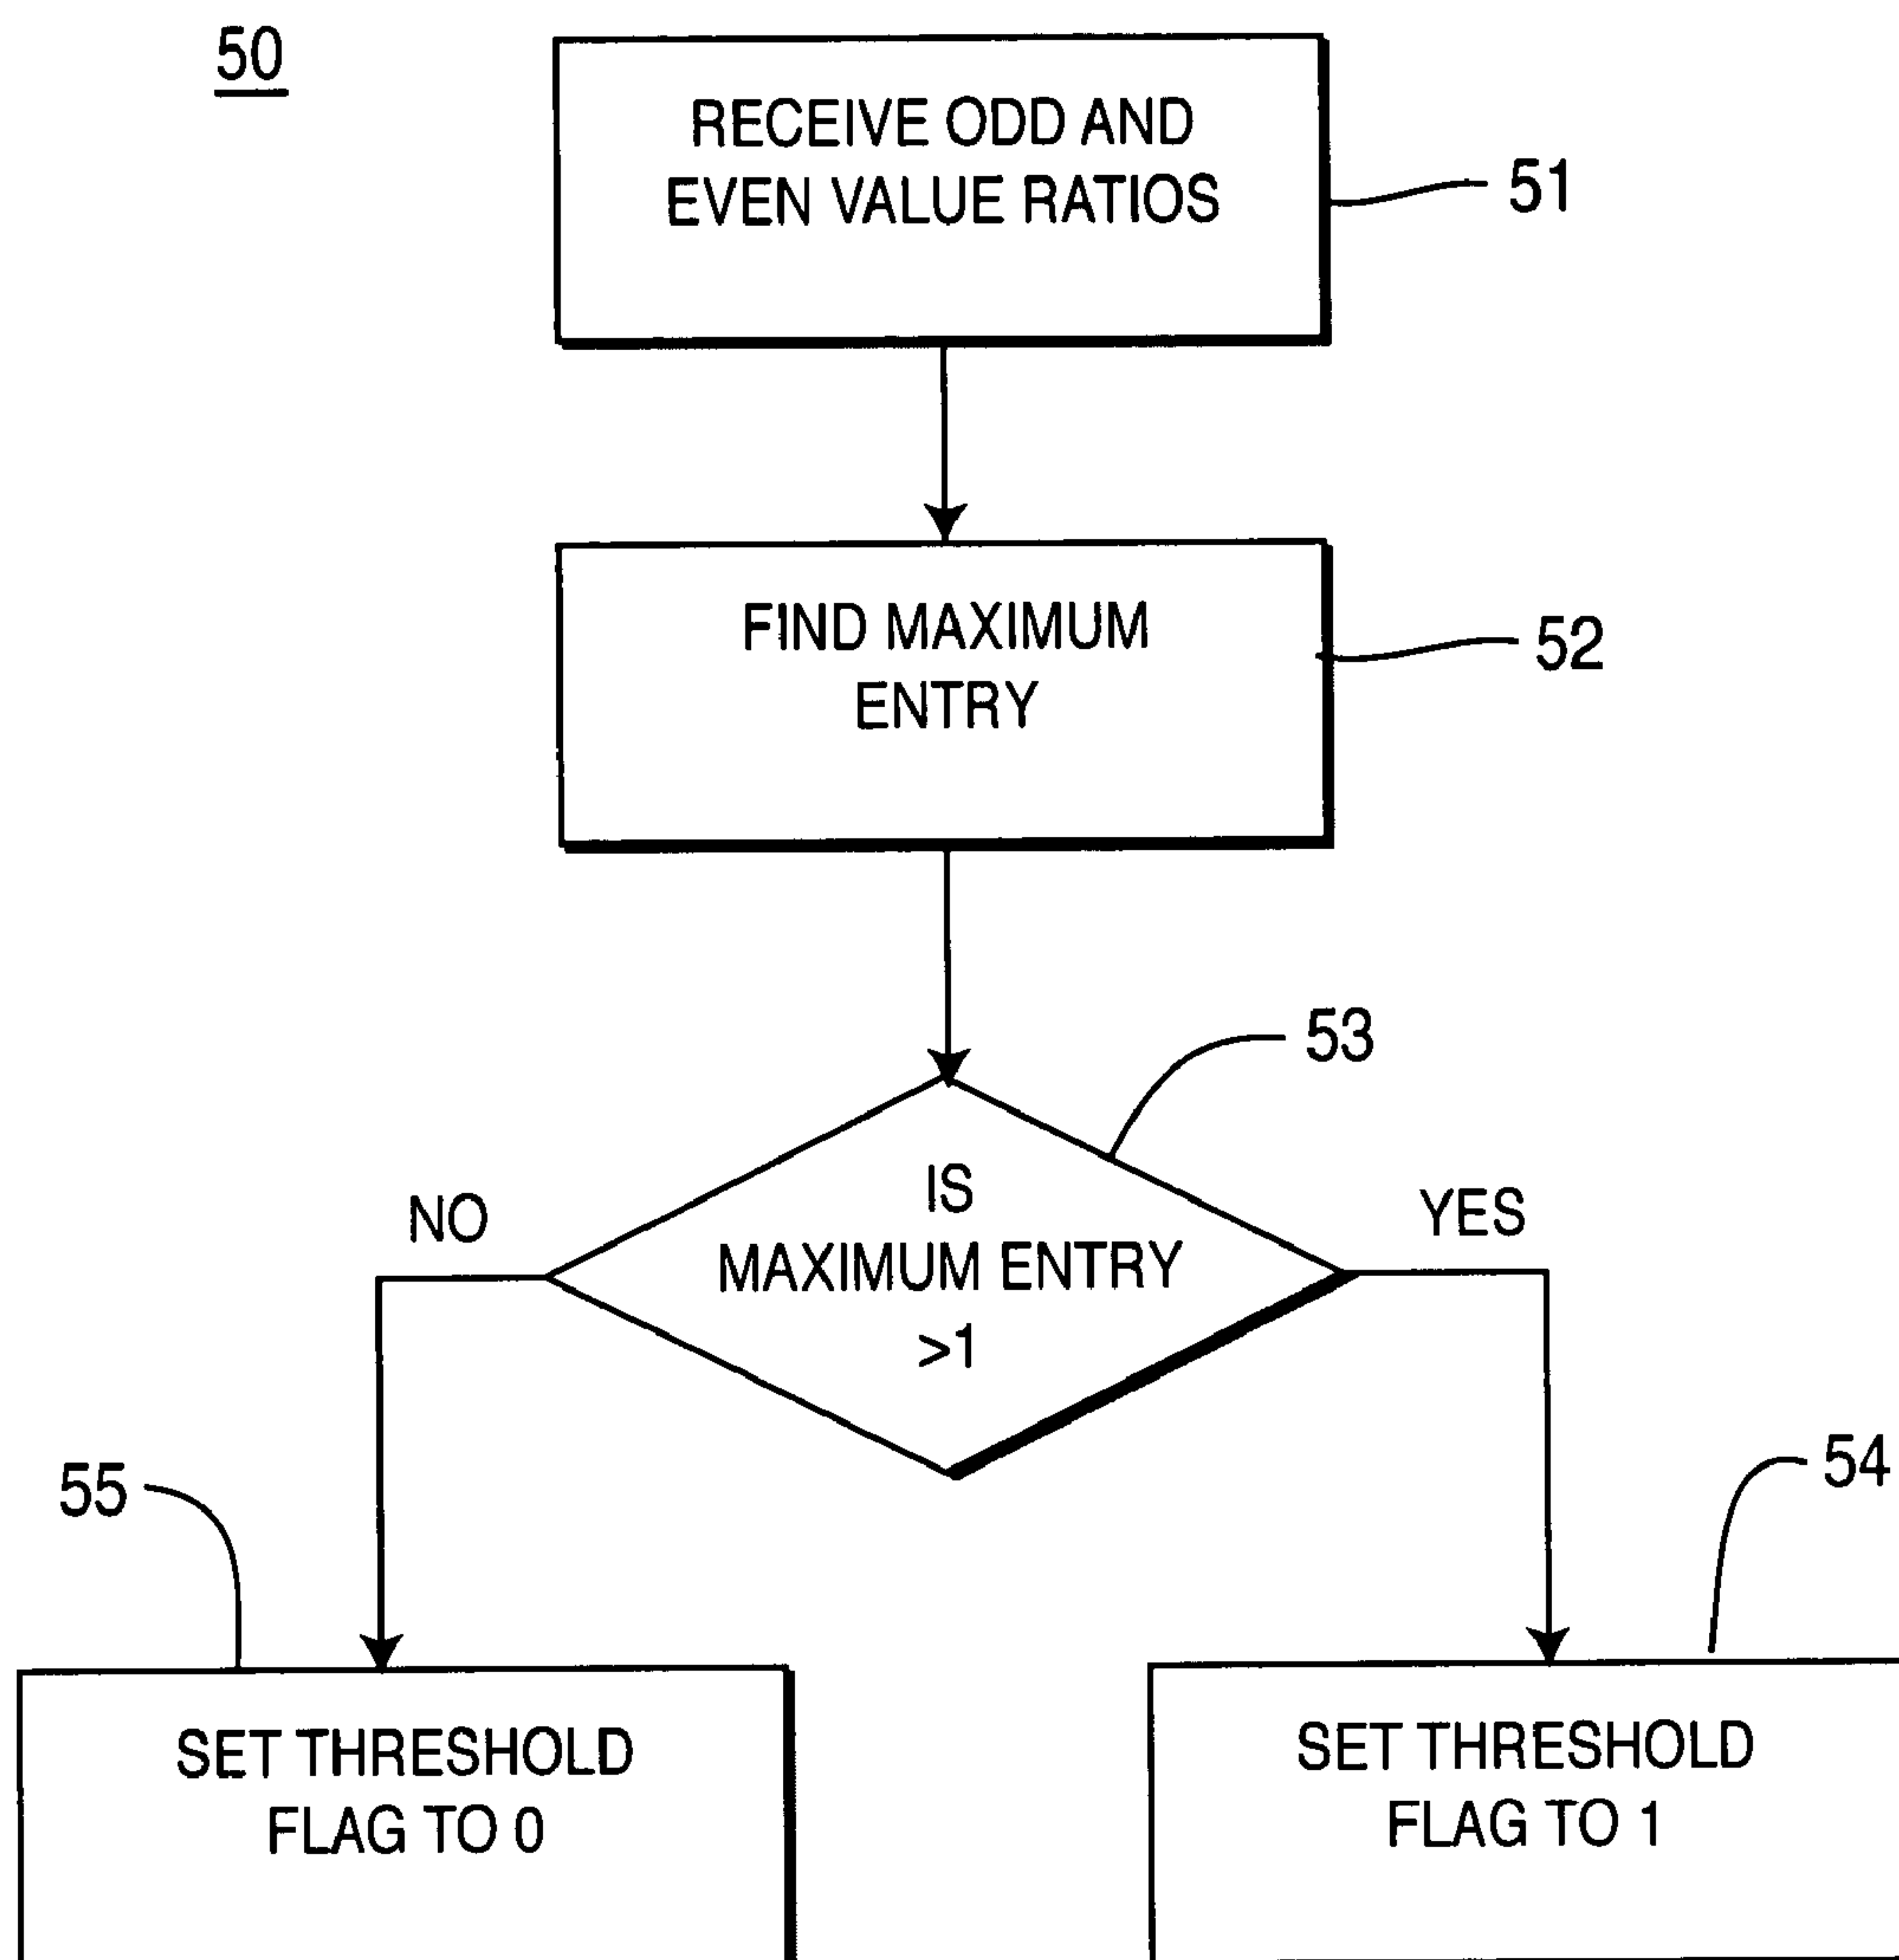 50
RECEIVE ODD AND
EVEN VALUE RATIOS
51
FIND MAXIMUM
ENTRY
52
53
IS
MAXIMUM ENTRY
>1
NO
YES
55
54
SET THRESHOLD
FLAG TO 0
SET THRESHOLD
FLAG TO 1